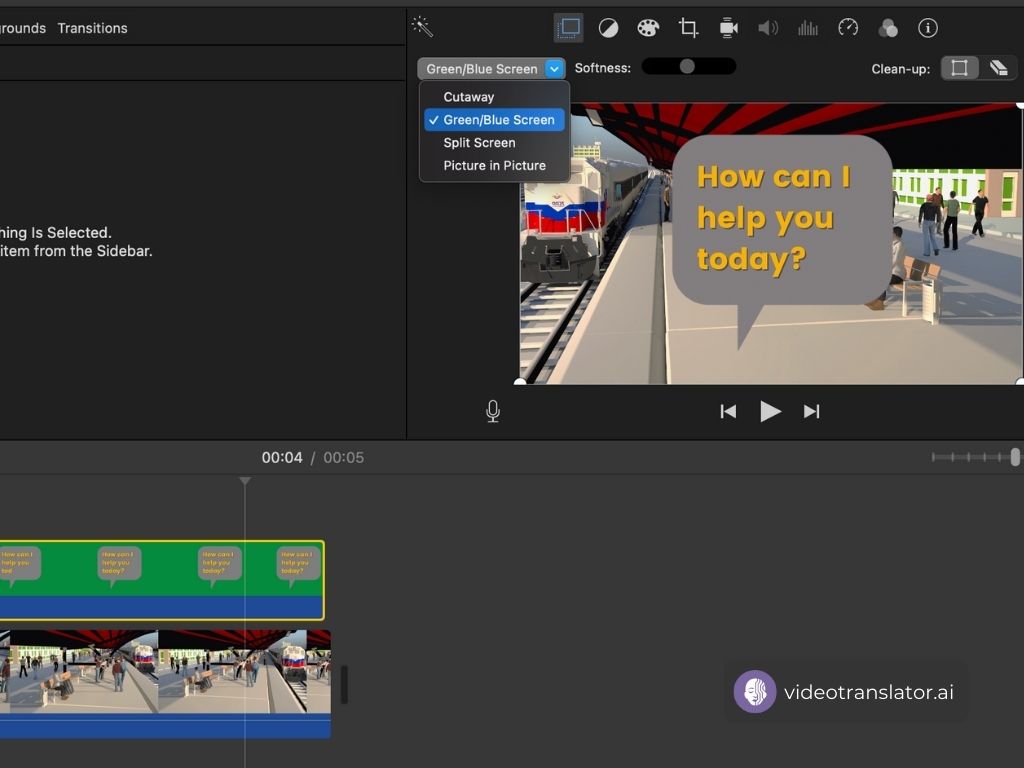 rounds Transitions
Green/Blue Screen Softness: Clean-up:
Cutaway
✓ Green/Blue Screen
Split Screen
Picture in Picture
How can I
help you
today?
hing Is Selected.
item from the Sidebar.
00:04 / 00:05
How can I
help you
tod
How can I
help you
today?
How can I
help you
today?
How can I
help you
today?
videotranslator.ai